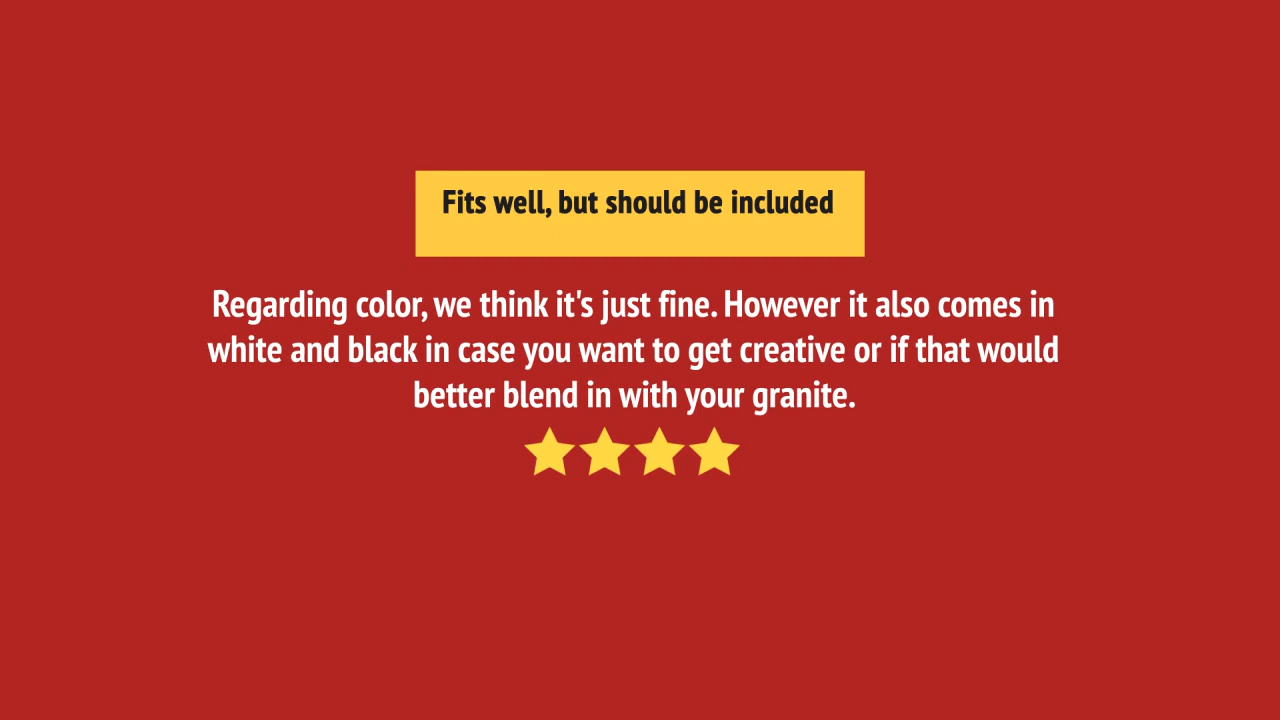 Fits well, but should be included
Regarding color, we think it's just fine. However it also comes in
white and black in case you want to get creative or if that would
better blend in with your granite.